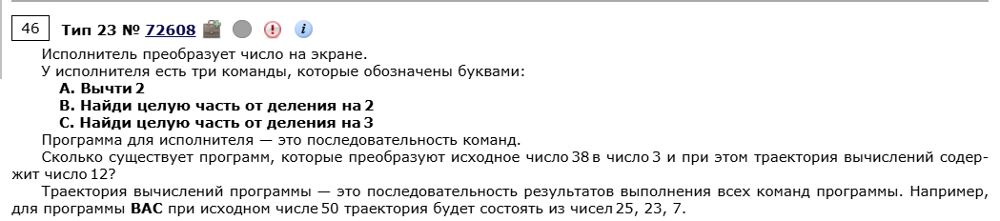 46 Тип 23 № 72608
Исполнитель преобразует число на экране.
У исполнителя есть три команды, которые обозначены буквами:
A. Вычти 2
B. Найди целую часть от деления на 2
C. Найди целую часть от деления на 3
Программа для исполнителя — это последовательность команд.
Сколько существует программ, которые преобразуют исходное число 38 в число 3 и при этом траектория вычислений содер-
жит число 12?
Траектория вычислений программы — это последовательность результатов выполнения всех команд программы. Например,
для программы BAC при исходном числе 50 траектория будет состоять из чисел 25, 23, 7.